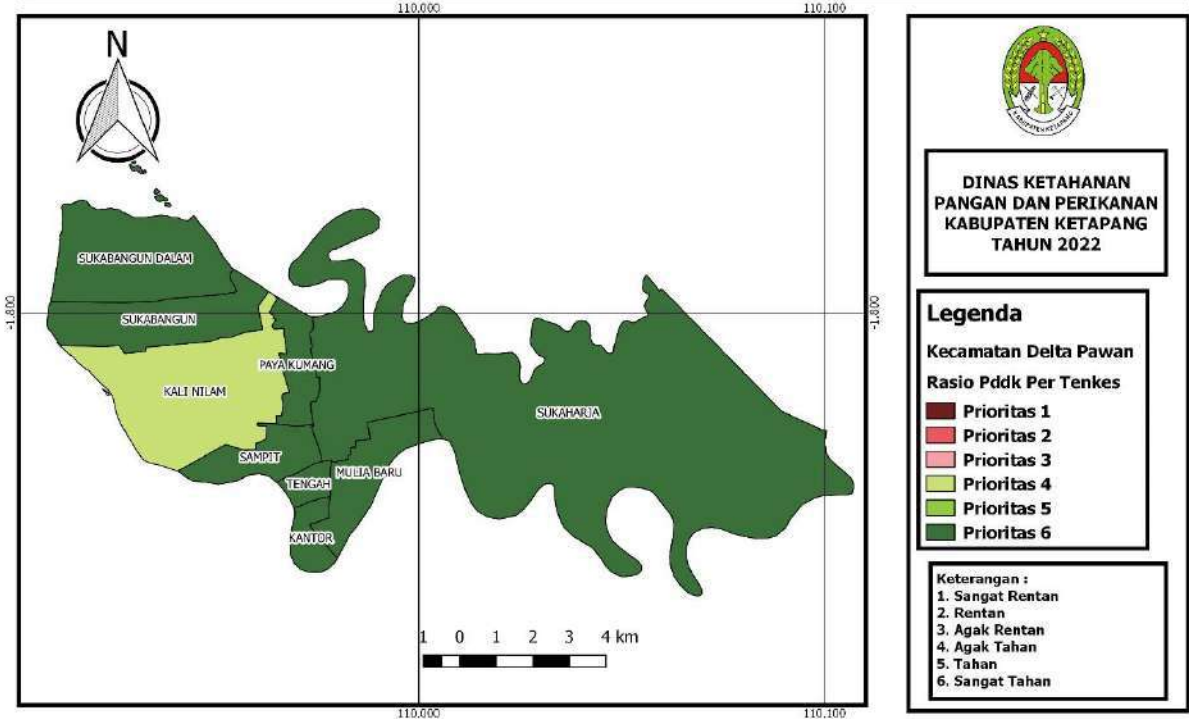 110.000
110.100
N
-1.800
-1.800
SUKABANGUN DALAM
SUKABANGUN
PAYA KUMANG
KALI NILAM
SUKAHARJA
SAMPIT
MULIA BARU
TENGAH
KANTOR
1 0 1 2 3 4 km
110.000
110.100
KABUPATEN KETAPANG
DINAS KETAHANAN
PANGAN DAN PERIKANAN
KABUPATEN KETAPANG
TAHUN 2022
Legenda
Kecamatan Delta Pawan
Rasio Pddk Per Tenkes
Prioritas 1
Prioritas 2
Prioritas 3
Prioritas 4
Prioritas 5
Prioritas 6
Keterangan :
1. Sangat Rentan
2. Rentan
3. Agak Rentan
4. Agak Tahan
5. Tahan
6. Sangat Tahan